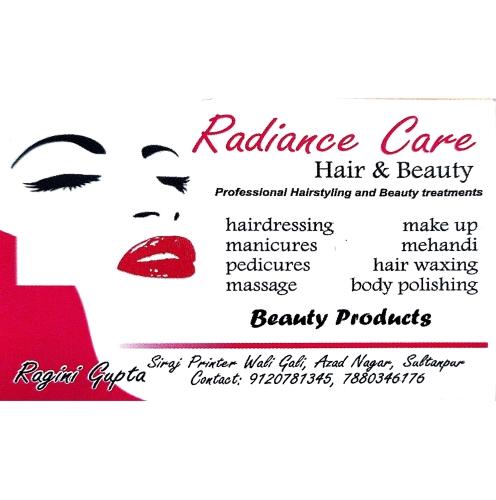 Radiance Care
Hair & Beauty
Professional Hairstyling and Beauty treatments
hairdressing make up
manicures mehandi
pedicures hair waxing
massage body polishing
Beauty Products
Ragini Gupta
Siraj Printer Wali Gali, Azad Nagar, Sultanpur
Contact: 9120781345, 7880346176